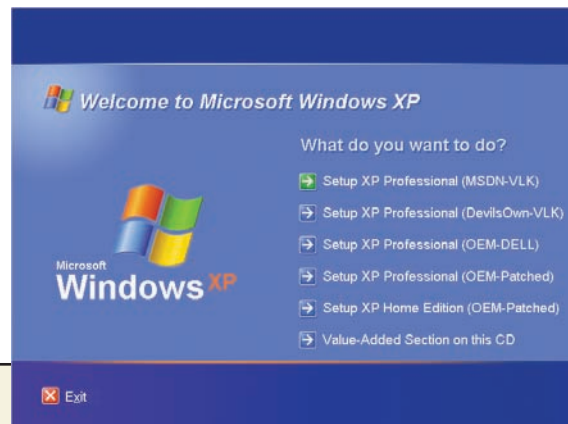 Welcome to Microsoft Windows XP
What do you want to do?
Setup XP Professional (MSDN-VLK)
Setup XP Professional (DevilsOwn-VLK)
Setup XP Professional (OEM-DELL)
Setup XP Professional (OEM-Patched)
Setup XP Home Edition (OEM-Patched)
Value-Added Section on this CD
Microsoft
Windows XP
Exit